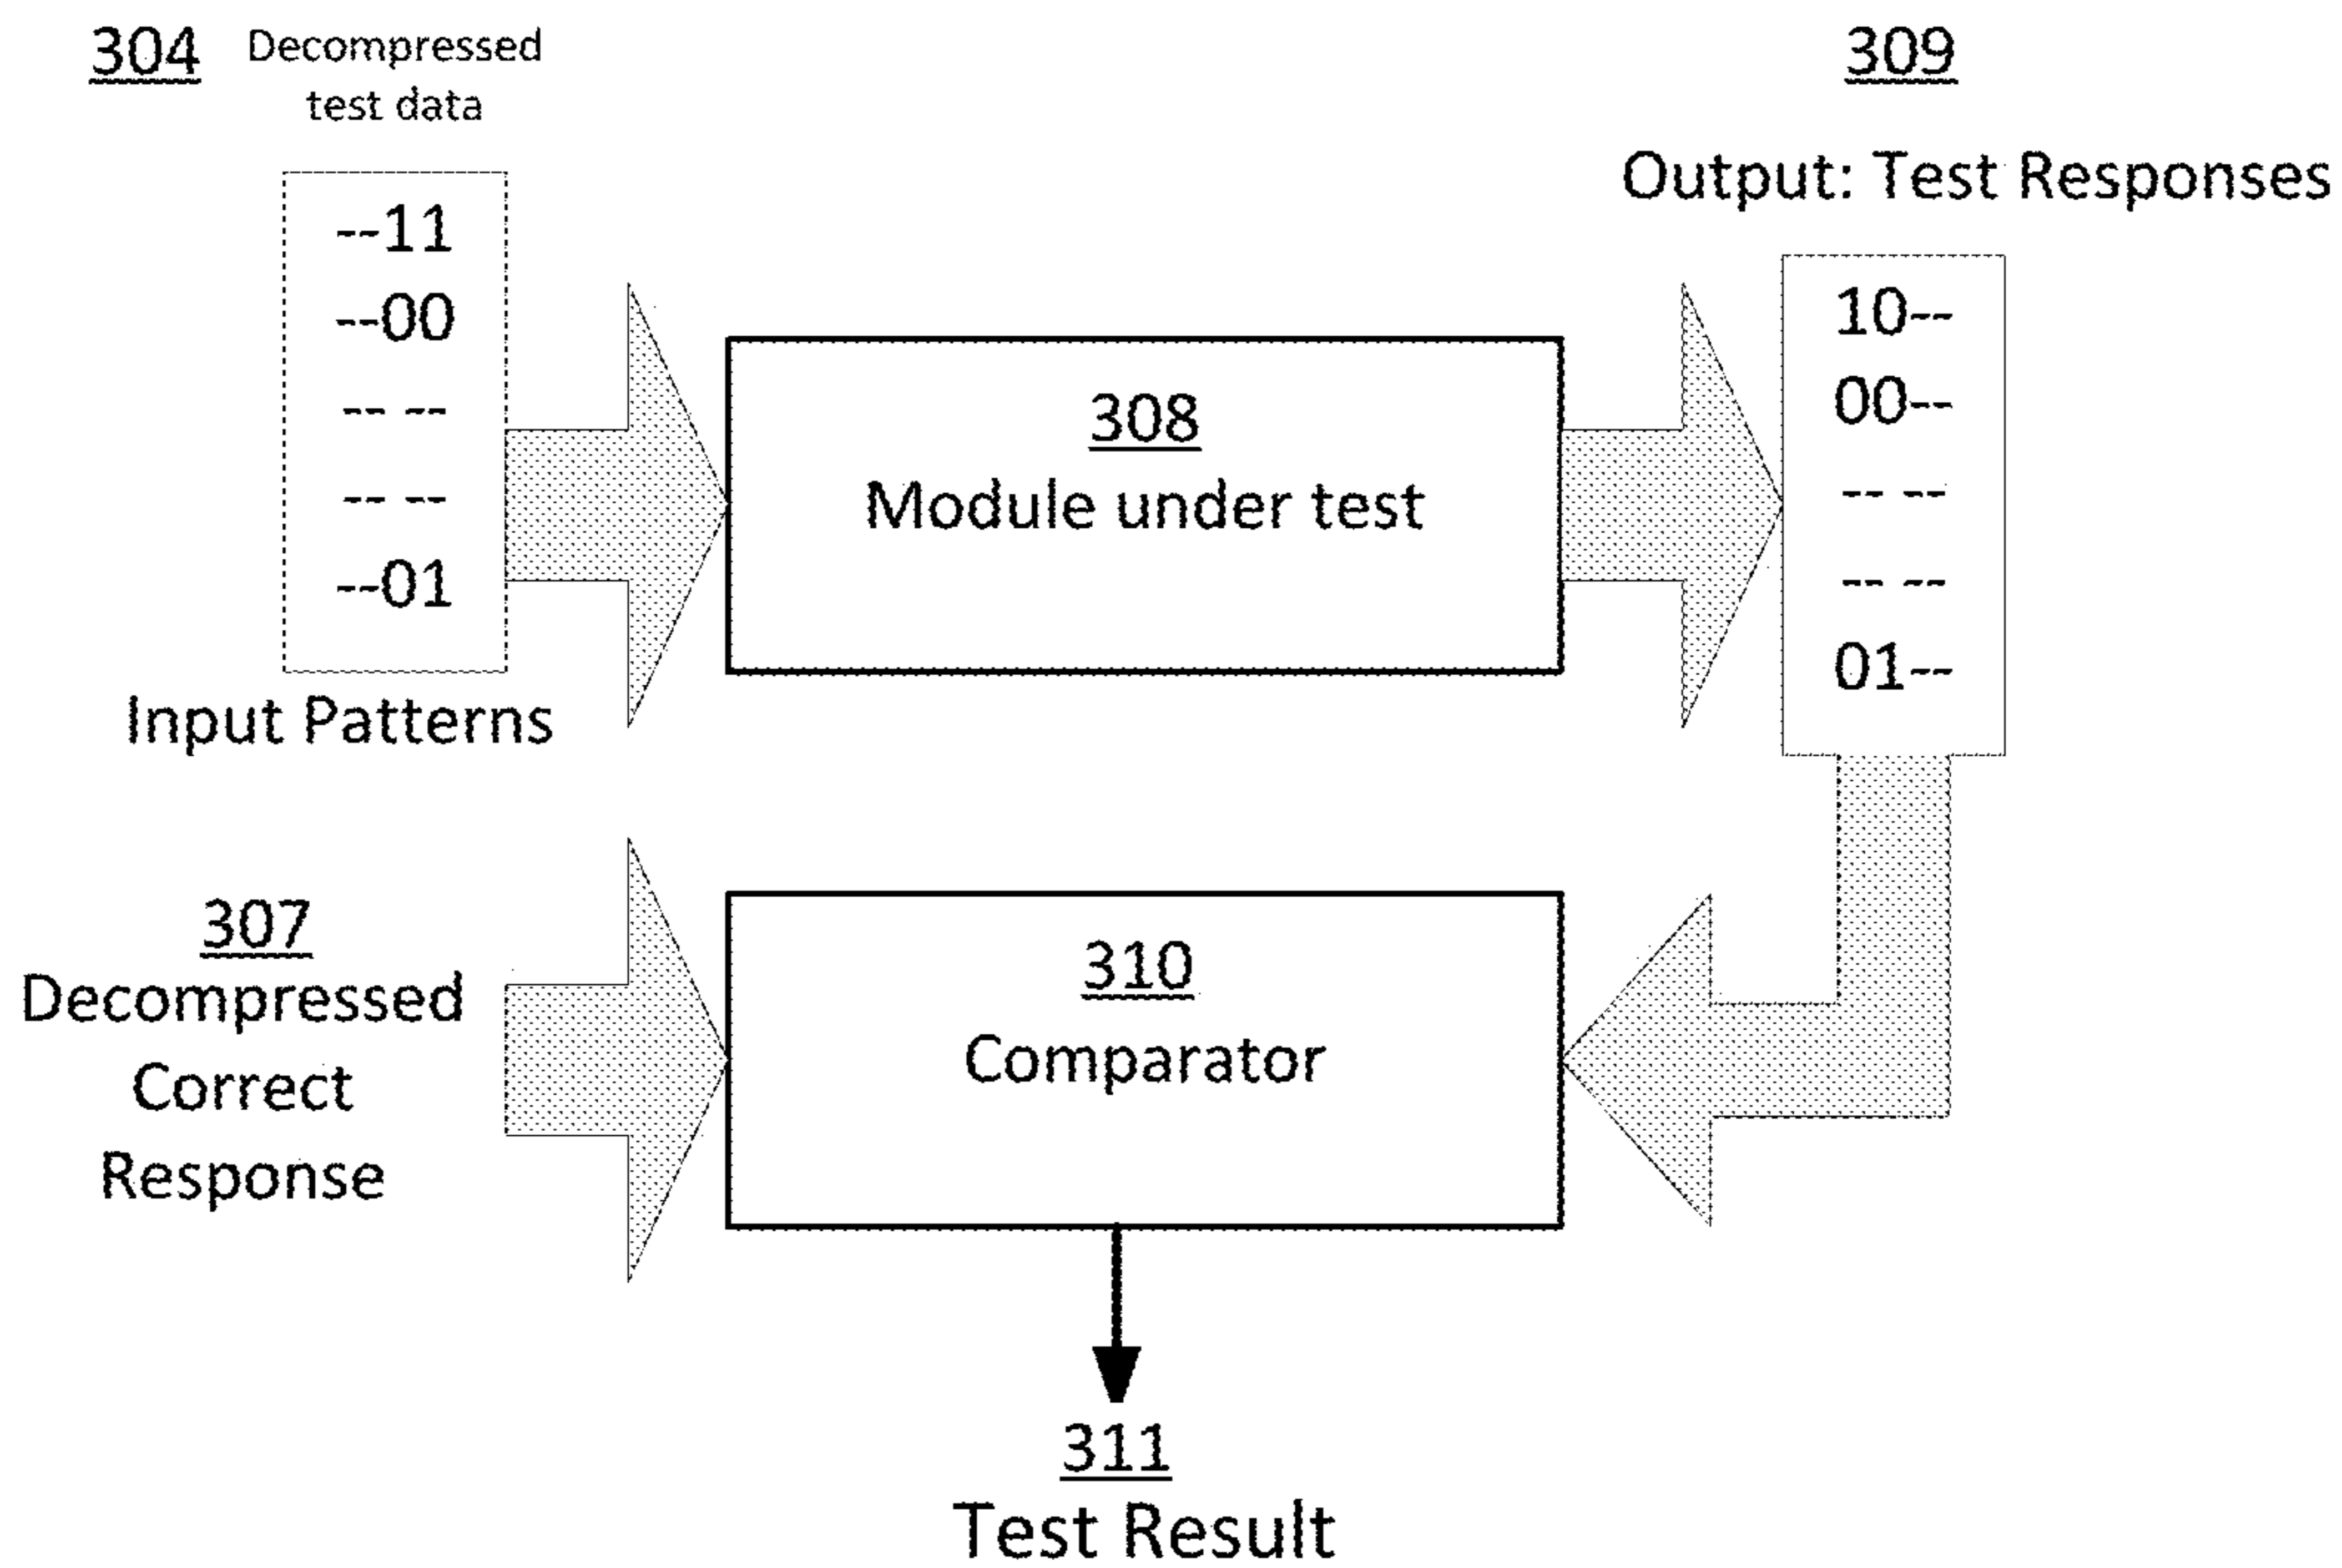 304
Decompressed
test data
--11
--00
-- --
-- --
--01
Input Patterns
308
Module under test
309
Output: Test Responses
10--
00--
-- --
-- --
01--
307
Decompressed
Correct
Response
310
Comparator
311
Test Result